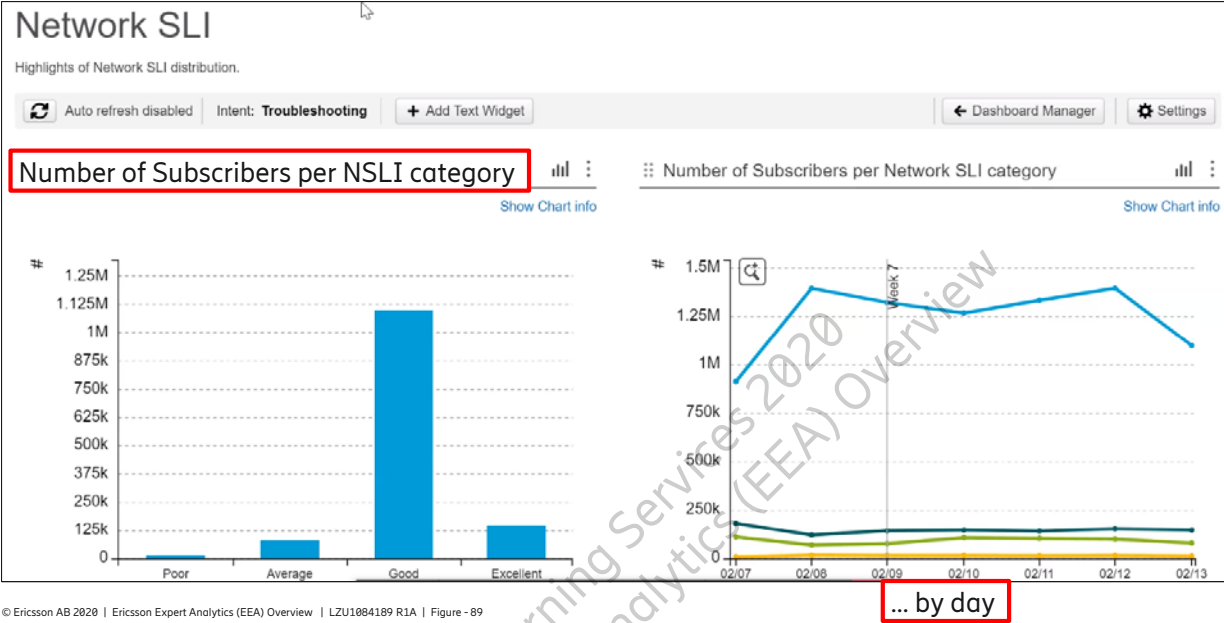 Network SLI
Highlights of Network SLI distribution.
Auto refresh disabled
Intent: Troubleshooting
+ Add Text Widget
Dashboard Manager
Settings
Number of Subscribers per NSLI category
Show Chart info
#
1.25M
1.125M
1M
875k
750k
625k
500k
375k
250k
125k
0
Poor
Average
Good
Excellent
Number of Subscribers per Network SLI category
Show Chart info
#
1.5M
1.25M
1M
750k
500k
250k
0
Week 7
02/07
02/08
02/09
02/10
02/11
02/12
02/13
... by day
rning Services 2020
nalytics (EEA) Overview
© Ericsson AB 2020 | Ericsson Expert Analytics (EEA) Overview | LZU1084189 R1A | Figure - 89